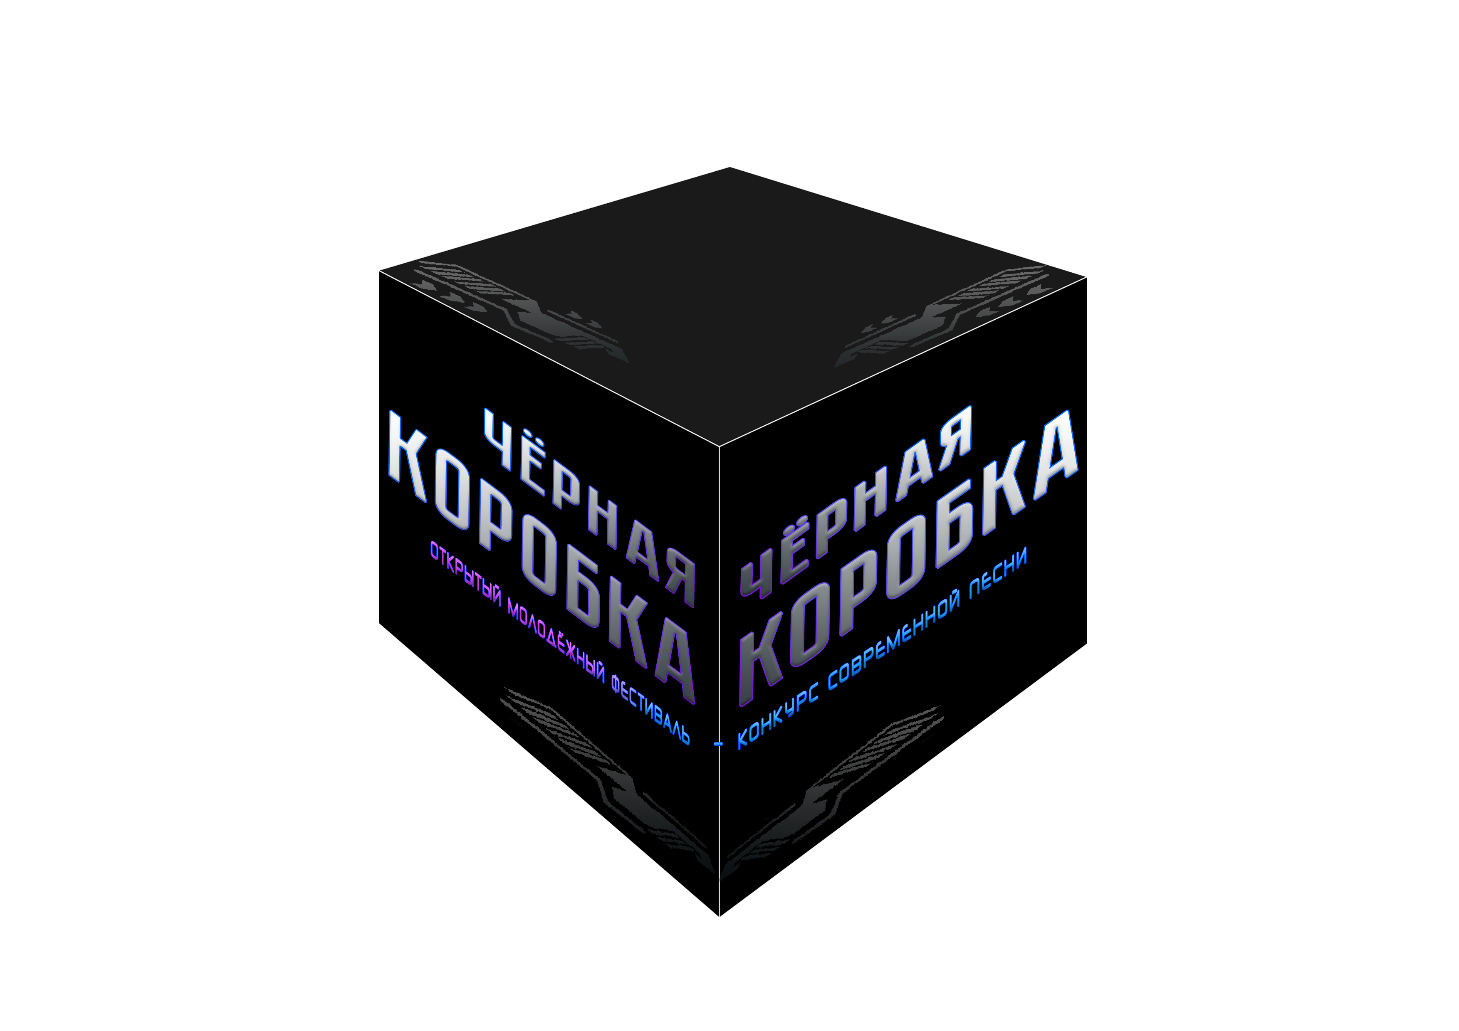 ЧЁРНАЯ
КОРОБКА
ОТКРЫТЫЙ МОЛОДЁЖНЫЙ ФЕСТИВАЛЬ -
ЧЁРНАЯ
КОРОБКА
КОНКУРС СОВРЕМЕННОЙ ПЕСНИ